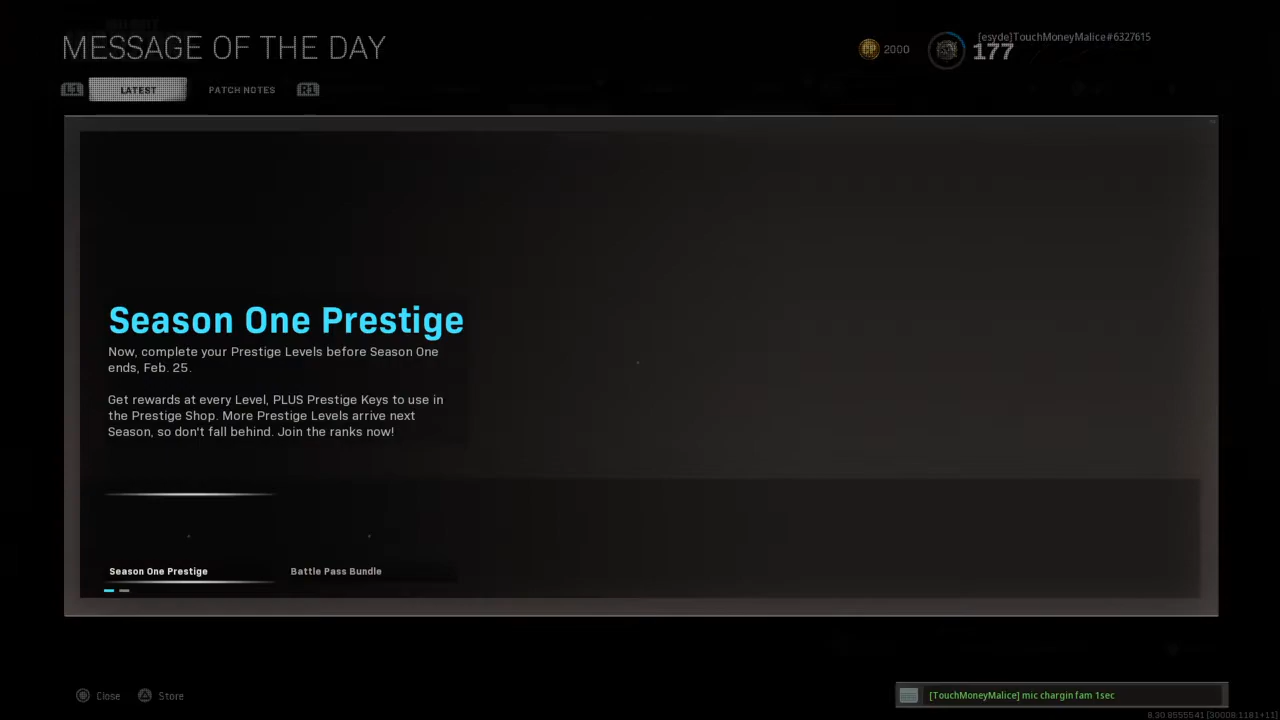 MESSAGE OF THE DAY
CP 2000
[esyde]TouchMoneyMalice#6327615
177
L1 LATEST PATCH NOTES R1
Season One Prestige
Now, complete your Prestige Levels before Season One
ends, Feb. 25.
Get rewards at every Level, PLUS Prestige Keys to use in
the Prestige Shop. More Prestige Levels arrive next
Season, so don't fall behind. Join the ranks now!
Season One Prestige Battle Pass Bundle
Close Store
[TouchMoneyMalice] mic chargin fam 1sec